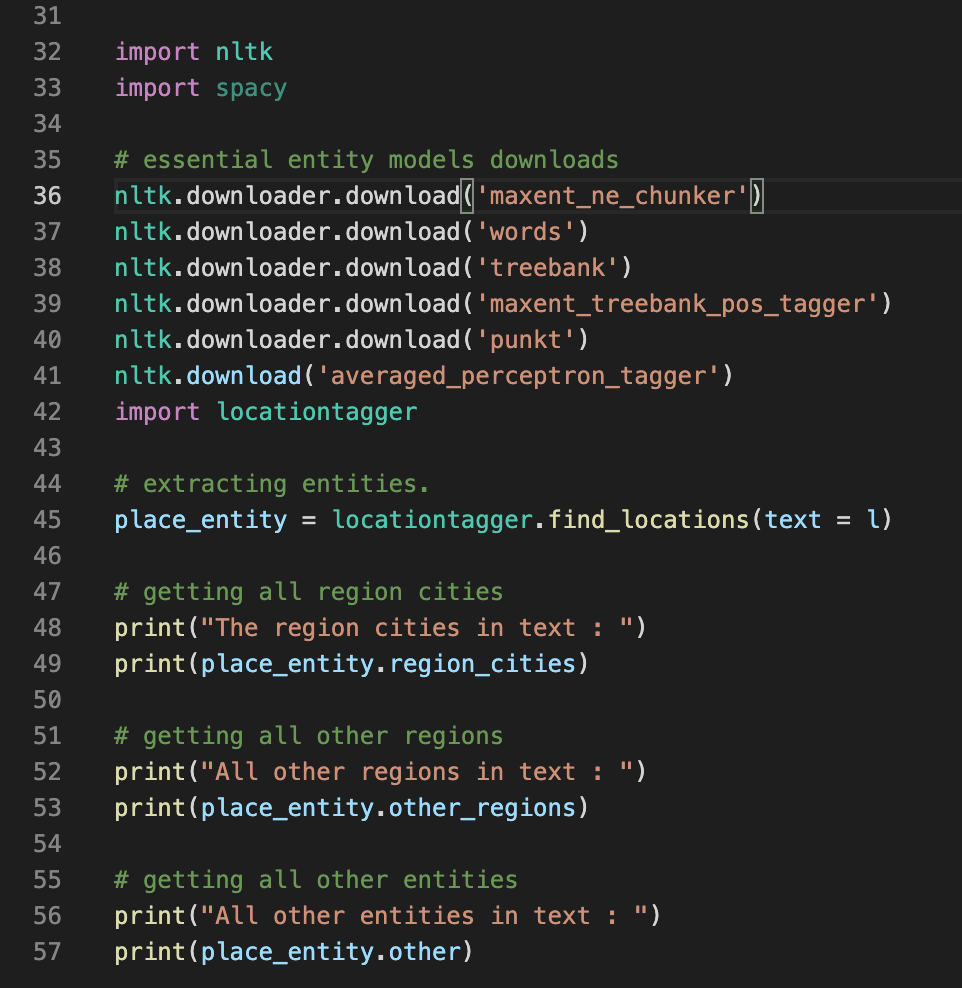 31
32 import nltk
33 import spacy
34
35 # essential entity models downloads
36 nltk.downloader.download('maxent_ne_chunker')
37 nltk.downloader.download('words')
38 nltk.downloader.download('treebank')
39 nltk.downloader.download('maxent_treebank_pos_tagger')
40 nltk.downloader.download('punkt')
41 nltk.download('averaged_perceptron_tagger')
42 import locationtagger
43
44 # extracting entities.
45 place_entity = locationtagger.find_locations(text = l)
46
47 # getting all region cities
48 print("The region cities in text : ")
49 print(place_entity.region_cities)
50
51 # getting all other regions
52 print("All other regions in text : ")
53 print(place_entity.other_regions)
54
55 # getting all other entities
56 print("All other entities in text : ")
57 print(place_entity.other)